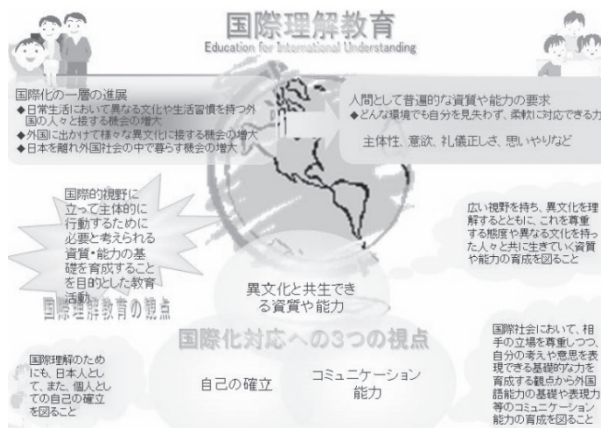 国際理解教育
Education for International Understanding
国際化の一層の進展
◆日常生活において異なる文化や生活習慣を持つ外
国の人々と接する機会の増大
◆外国に出かけて様々な異文化に接する機会の増大
◆日本を離れ外国社会の中で暮らす機会の増大
人間として普遍的な資質や能力の要求
◆どんな環境でも自分を見失わず、柔軟に対応できる力
主体性、意欲、礼儀正しさ、思いやりなど
国際的視野に
立って主体的に
行動するために
必要と考えられる
資質・能力の基
礎を育成すること
を目的とした教育
活動
国際理解教育の観点
広い視野を持ち、異文化を理
解するとともに、これを尊重
する態度や異なる文化を持っ
た人々と共に生きていく資質
や能力の育成を図ること
異文化と共生でき
る資質や能力
国際化対応への3つの視点
国際理解のため
にも、日本人とし
て、また、個人とし
ての自己の確立
を図ること
自己の確立
コミュニケーション
能力
国際社会において、相
手の立場を尊重しつつ、
自分の考えや意思を表
現できる基礎的な力を
育成する観点から外国
語能力の基礎や表現力
等のコミュニケーション
能力の育成を図ること